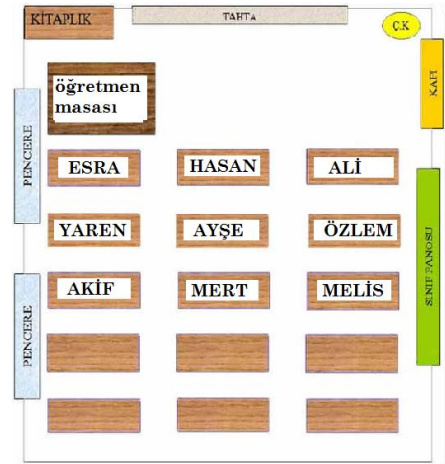 KİTAPLIK
TAHTA
Ç.K
KAPI
öğretmen
masası
PENCERE
ESRA
HASAN
ALİ
YAREN
AYŞE
ÖZLEM
SINIF PANOSU
AKİF
MERT
MELİS
PENCERE